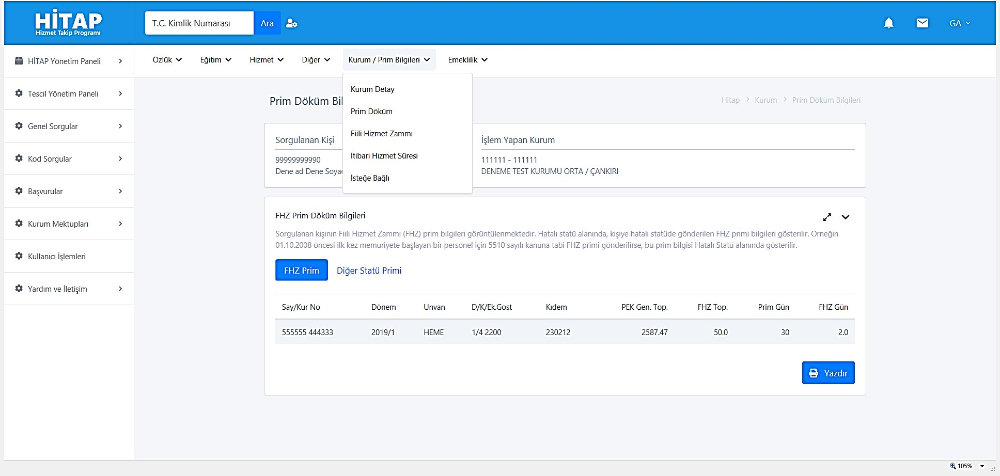 HİTAP
Hizmet Takip Programı
T.C. Kimlik Numarası
Ara
GA
HİTAP Yönetim Paneli
Tescil Yönetim Paneli
Genel Sorgular
Kod Sorgular
Başvurular
Kurum Mektupları
Kullanıcı İşlemleri
Yardım ve İletişim
Özlük
Eğitim
Hizmet
Diğer
Kurum / Prim Bilgileri
Emeklilik
Kurum Detay
Prim Döküm
Fiili Hizmet Zammı
İtibari Hizmet Süresi
İsteğe Bağlı
Prim Döküm Bil
Hitap > Kurum > Prim Döküm Bilgileri
Sorgulanan Kişi
99999999990
Dene ad Dene Soyad
İşlem Yapan Kurum
111111 - 111111
DENEME TEST KURUMU ORTA / ÇANKIRI
FHZ Prim Döküm Bilgileri
Sorgulanan kişinin Fiili Hizmet Zammı (FHZ) prim bilgileri görüntülenmektedir. Hatalı statü alanında, kişiye hatalı statüde gönderilen FHZ primi bilgileri gösterilir. Örneğin
01.10.2008 öncesi ilk kez memuriyete başlayan bir personel için 5510 sayılı kanuna tabi FHZ primi gönderilirse, bu prim bilgisi Hatalı Statü alanında gösterilir.
FHZ Prim
Diğer Statü Primi
Say/Kur No Dönem Unvan D/K/Ek.Gost Kıdem PEK Gen. Top. FHZ Top. Prim Gün FHZ Gün
555555 444333 2019/1 HEME 1/4 2200 230212 2587.47 50.0 30 2.0
Yazdır
105%